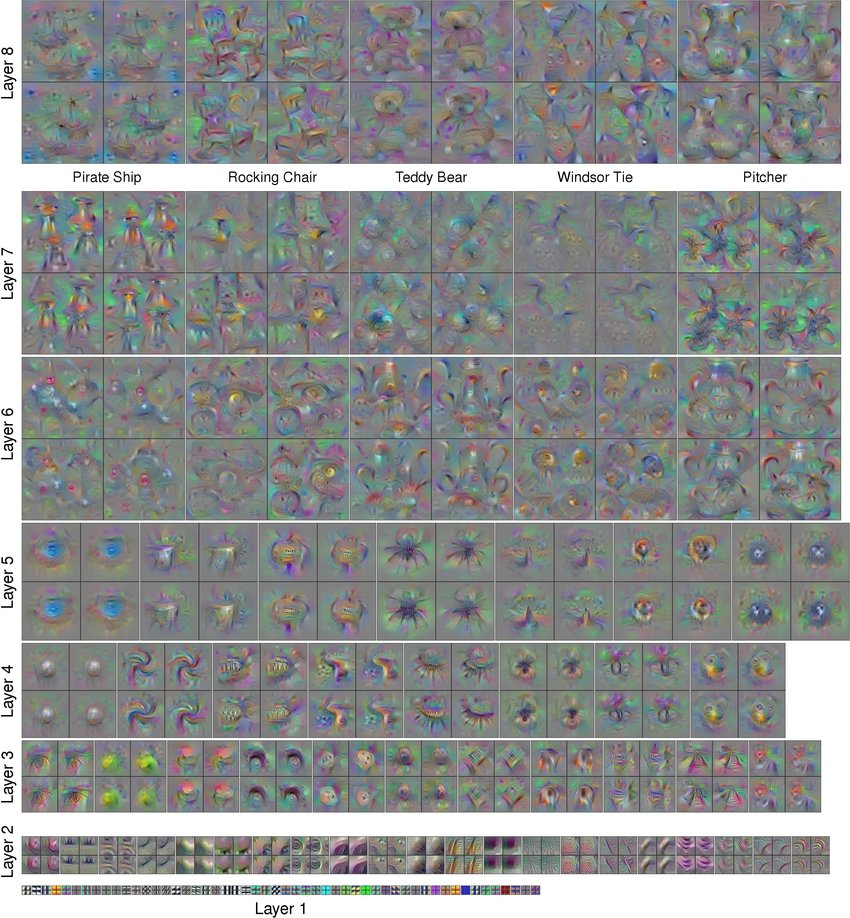 Layer 8
Pirate Ship
Rocking Chair
Teddy Bear
Windsor Tie
Pitcher
Layer 7
Layer 6
Layer 5
Layer 4
Layer 3
Layer 2
Layer 1